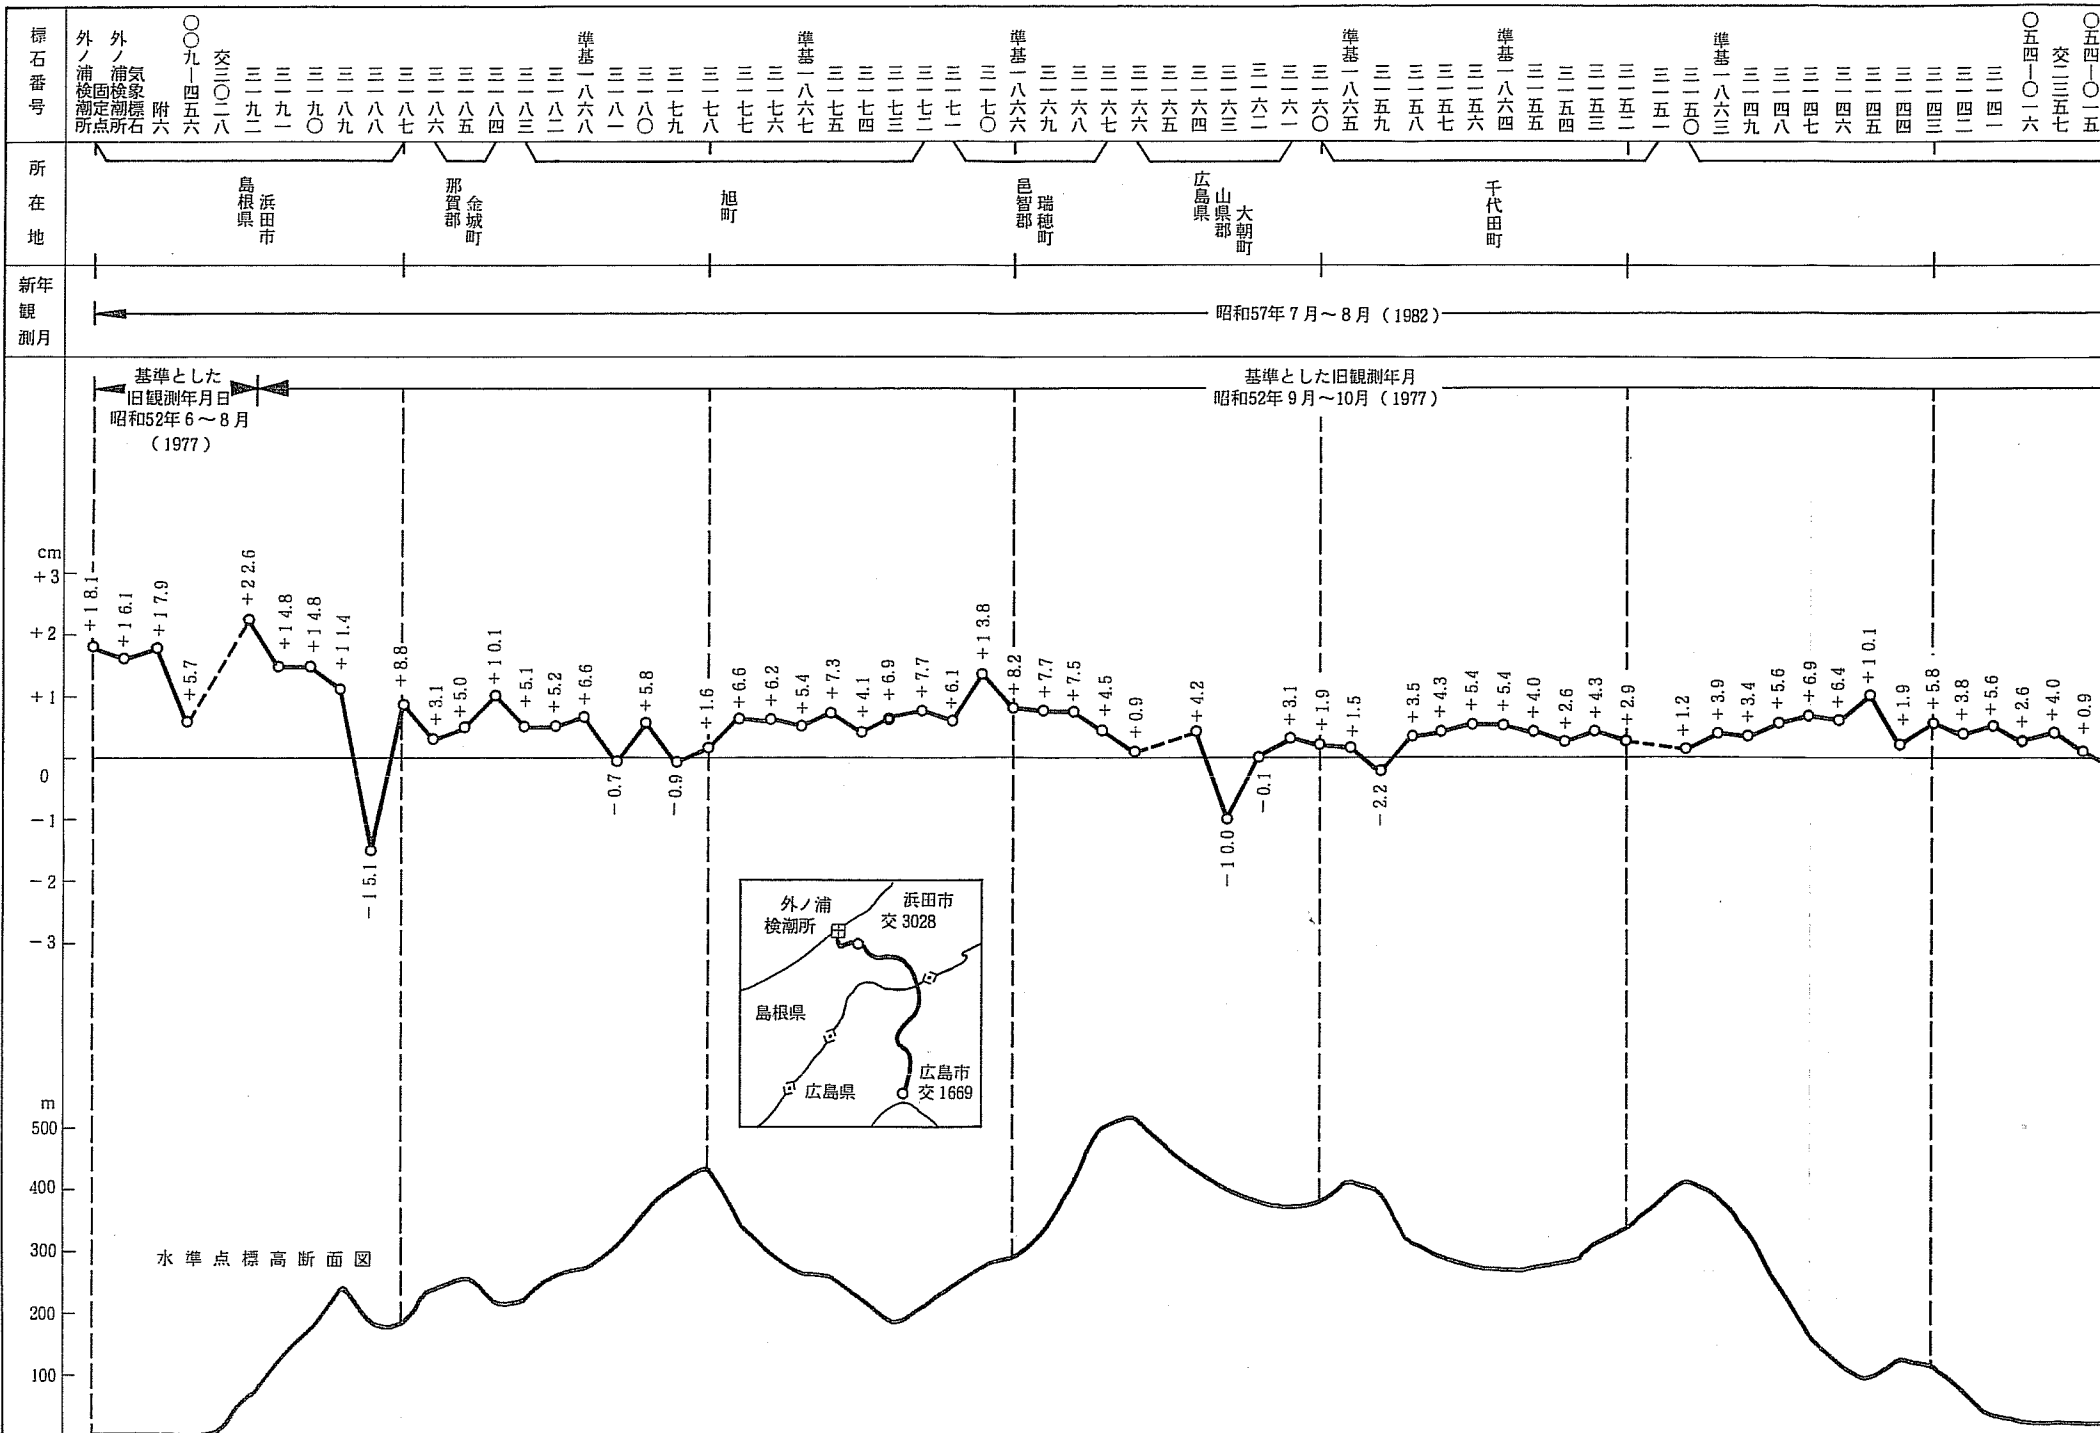 標石番号
外ノ浦検潮所
固定点
外ノ浦検潮所
気象標石
附六
〇〇九—四五六
交三〇二八
三一九二
三一九一
三一九〇
三一八九
三一八八
三一八七
三一八六
三一八五
三一八四
三一八三
三一八二
準基一八六八
三一八一
三一八〇
三一七九
三一七八
三一七七
三一七六
準基一八六七
三一七五
三一七四
三一七三
三一七二
三一七一
三一七〇
準基一八六六
三一六九
三一六八
三一六七
三一六六
三一六五
三一六四
三一六三
三一六二
三一六一
三一六〇
準基一八六五
三一五九
三一五八
三一五七
三一五六
準基一八六四
三一五五
三一五四
三一五三
三一五二
三一五一
三一五〇
準基一八六三
三一四九
三一四八
三一四七
三一四六
三一四五
三一四四
三一四三
三一四二
三一四一
〇五四—〇一六
交二三五七
〇五四—〇一五
所在地
島根県
浜田市
那賀郡
金城町
旭町
邑智郡
瑞穂町
広島県
山県郡
大朝町
千代田町
新年
観
測月
昭和57年7月～8月(1982)
基準とした
旧観測年月日
昭和52年6～8月
(1977)
基準とした旧観測年月
昭和52年9月～10月(1977)
cm
+3
+2
+1
0
−1
−2
−3
+18.1
+16.1
+17.9
+5.7
+22.6
+14.8
+14.8
+11.4
−15.1
+8.8
+3.1
+5.0
+10.1
+5.1
+5.2
+6.6
−0.7
+5.8
−0.9
+1.6
+6.6
+6.2
+5.4
+7.3
+4.1
+6.9
+7.7
+6.1
+13.8
+8.2
+7.7
+7.5
+4.5
+0.9
+4.2
−10.0
−0.1
+3.1
+1.9
+1.5
−2.2
+3.5
+4.3
+5.4
+5.4
+4.0
+2.6
+4.3
+2.9
+1.2
+3.9
+3.4
+5.6
+6.9
+6.4
+10.1
+1.9
+5.8
+3.8
+5.6
+2.6
+4.0
+0.9
外ノ浦
検潮所
浜田市
交3028
島根県
広島県
広島市
交1669
m
500
400
300
200
100
水準点標高断面図